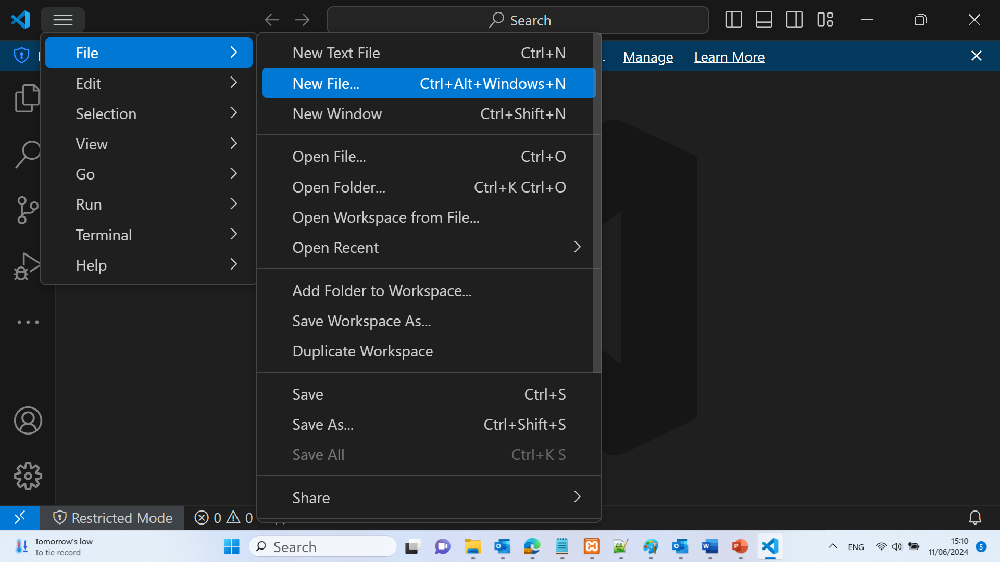 Search
Manage Learn More
File
Edit
Selection
View
Go
Run
Terminal
Help
New Text File Ctrl+N
New File... Ctrl+Alt+Windows+N
New Window Ctrl+Shift+N
Open File... Ctrl+O
Open Folder... Ctrl+K Ctrl+O
Open Workspace from File...
Open Recent
Add Folder to Workspace...
Save Workspace As...
Duplicate Workspace
Save Ctrl+S
Save As... Ctrl+Shift+S
Save All Ctrl+K S
Share
Restricted Mode 0 0
Tomorrow's low
To tie record
Search
ENG
15:10
11/06/2024
5